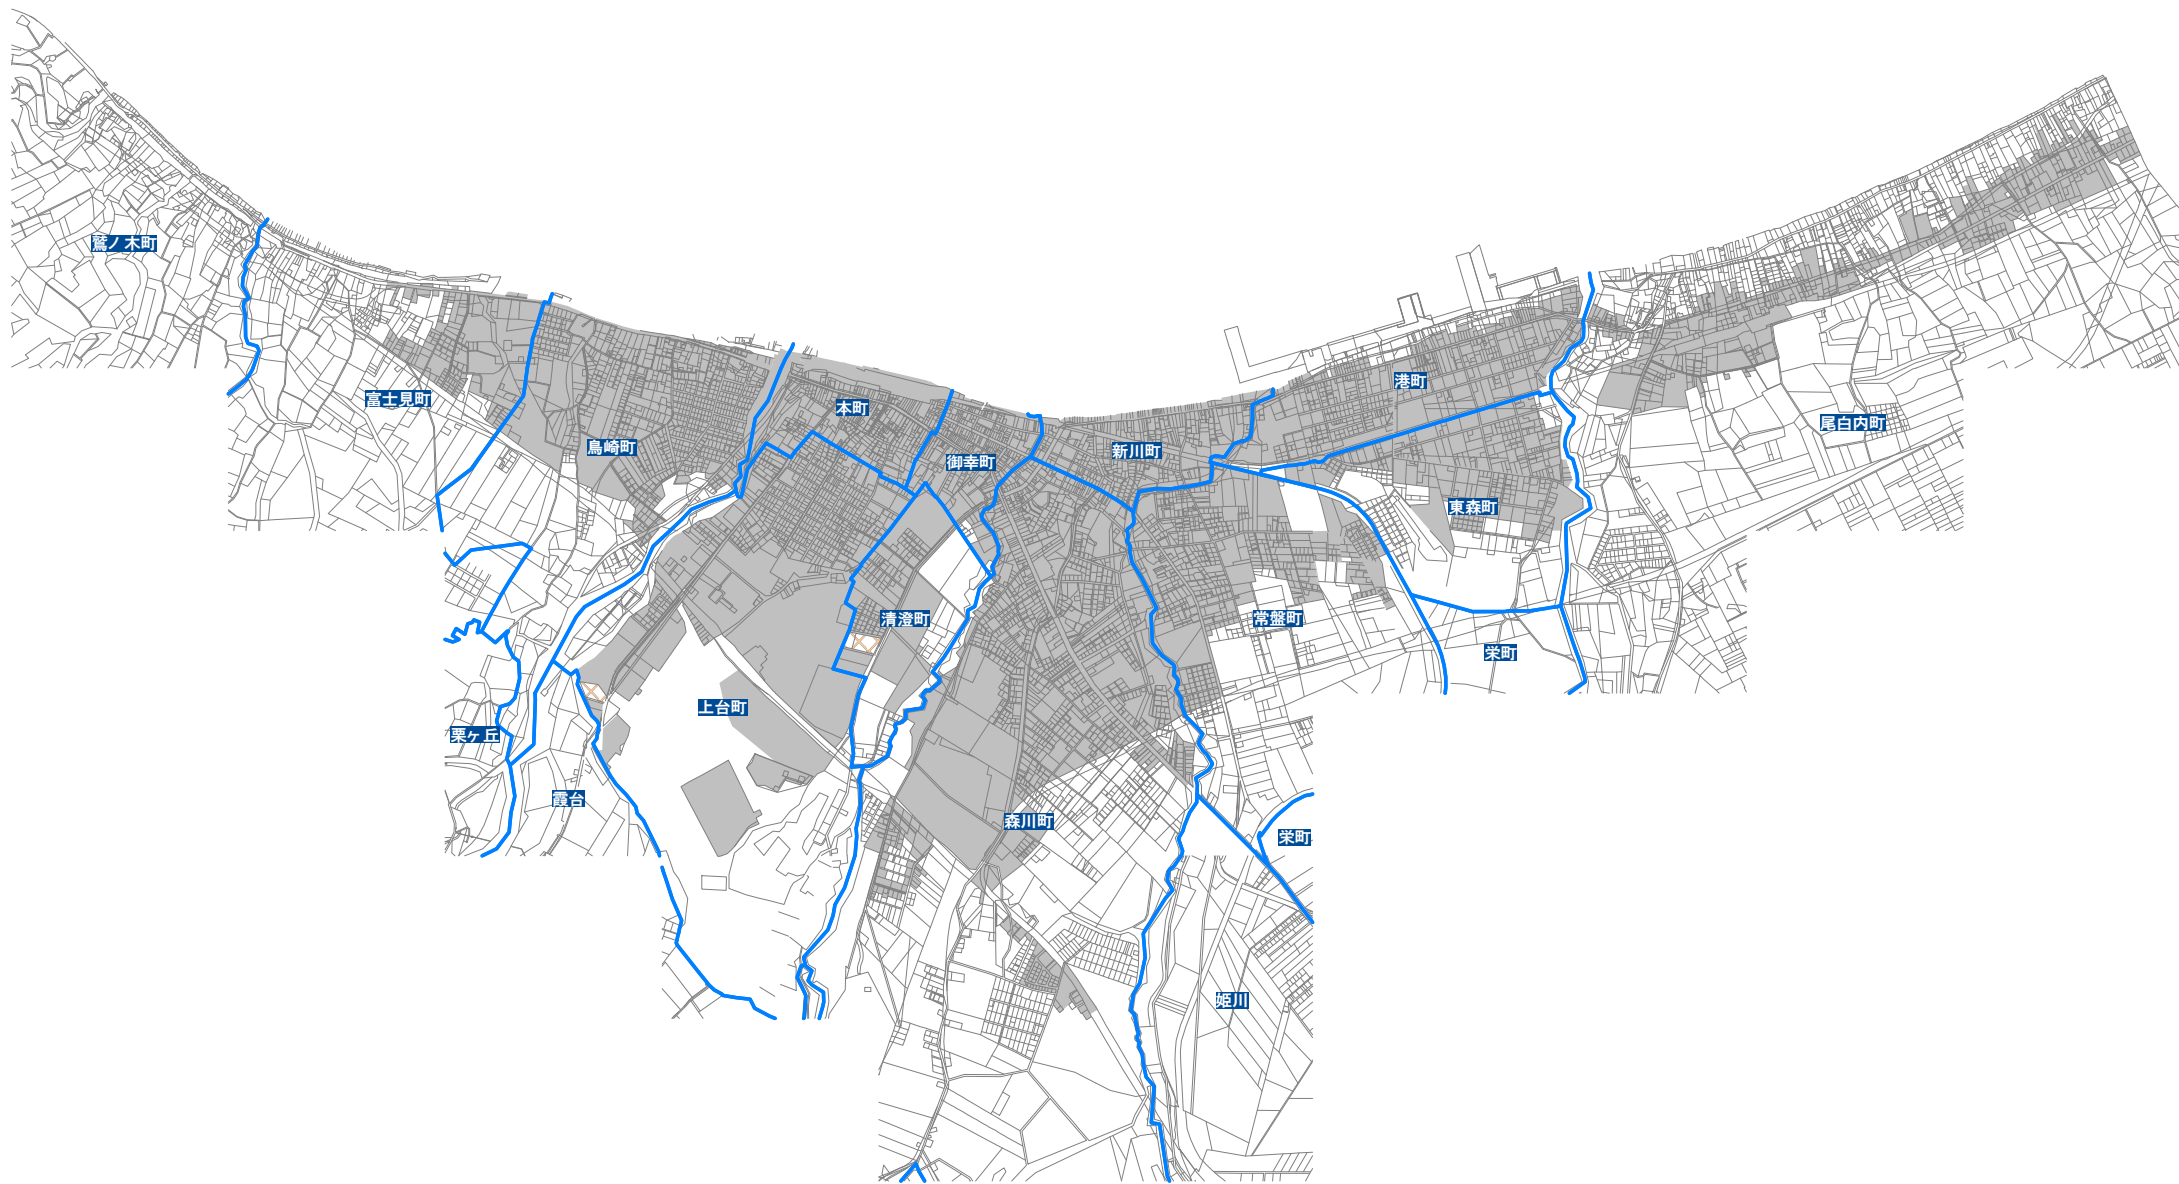 鷲ノ木町
富士見町
鳥崎町
本町
御幸町
新川町
港町
東森町
尾白内町
清澄町
常盤町
栄町
上台町
栗ヶ丘
霞台
森川町
栄町
姫川